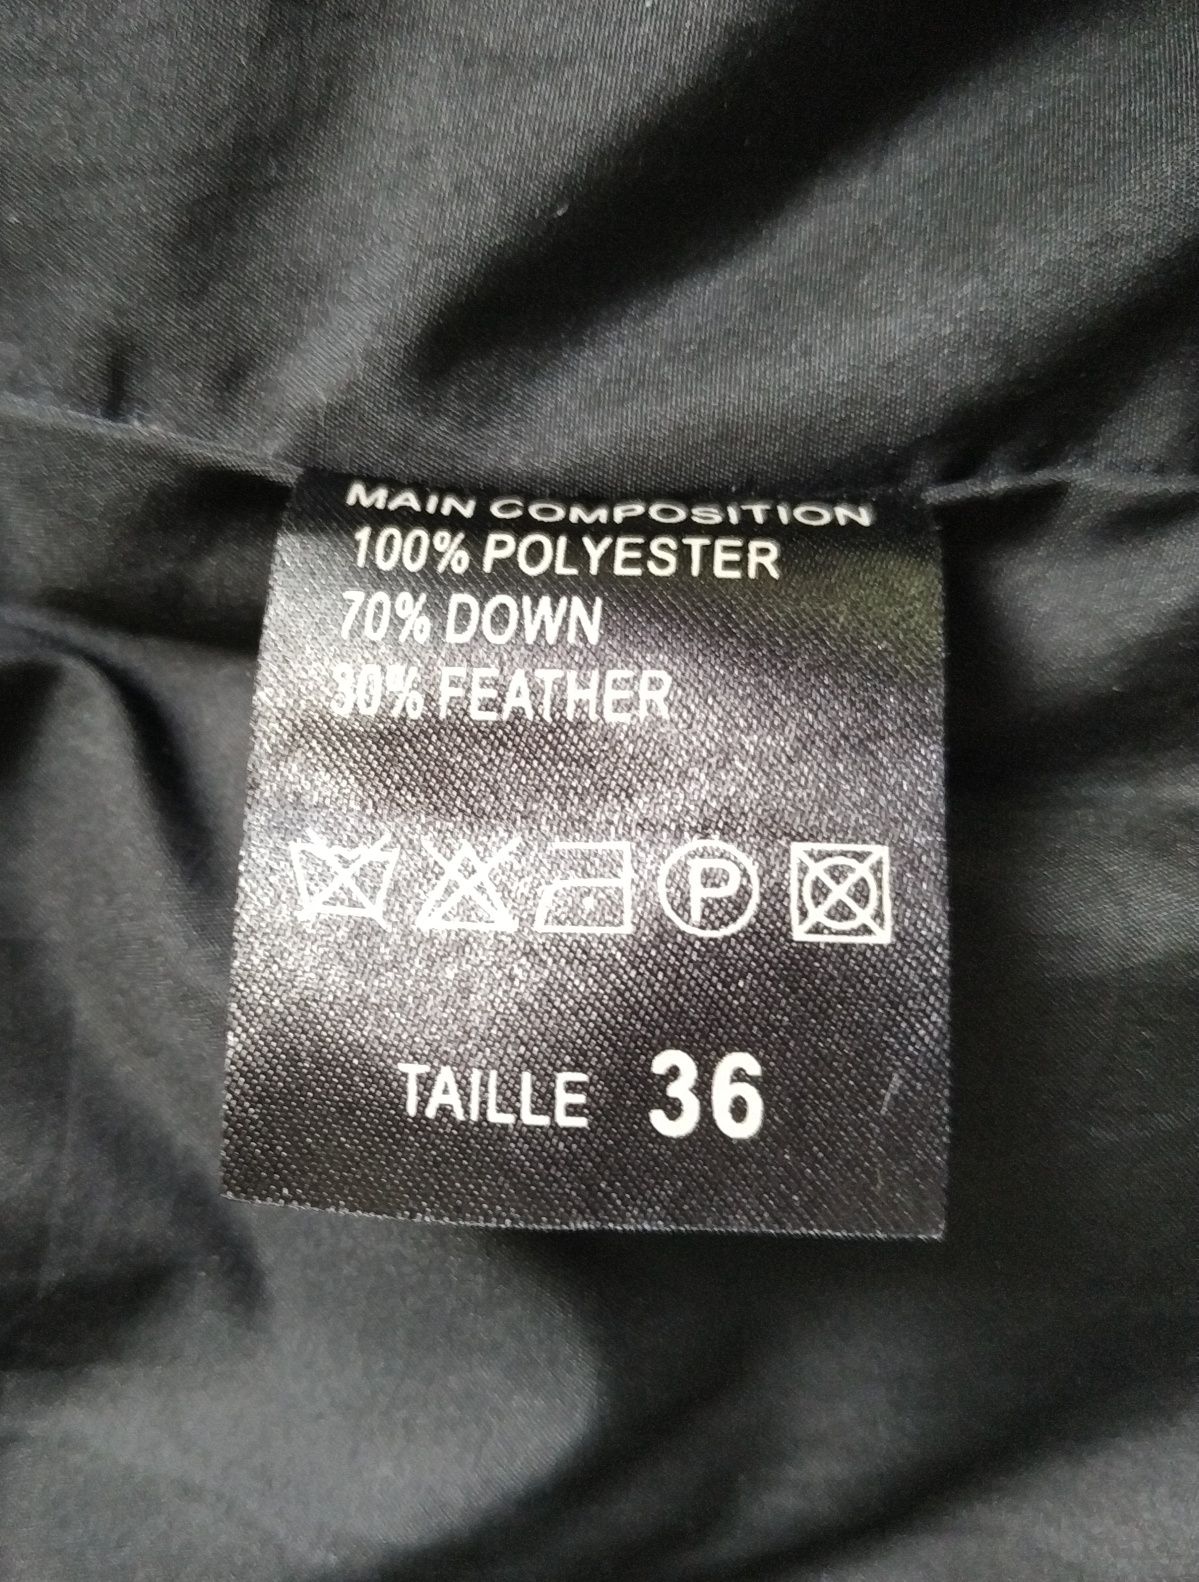 MAIN COMPOSITION
100% POLYESTER
70% DOWN
30% FEATHER
P
TAILLE 36